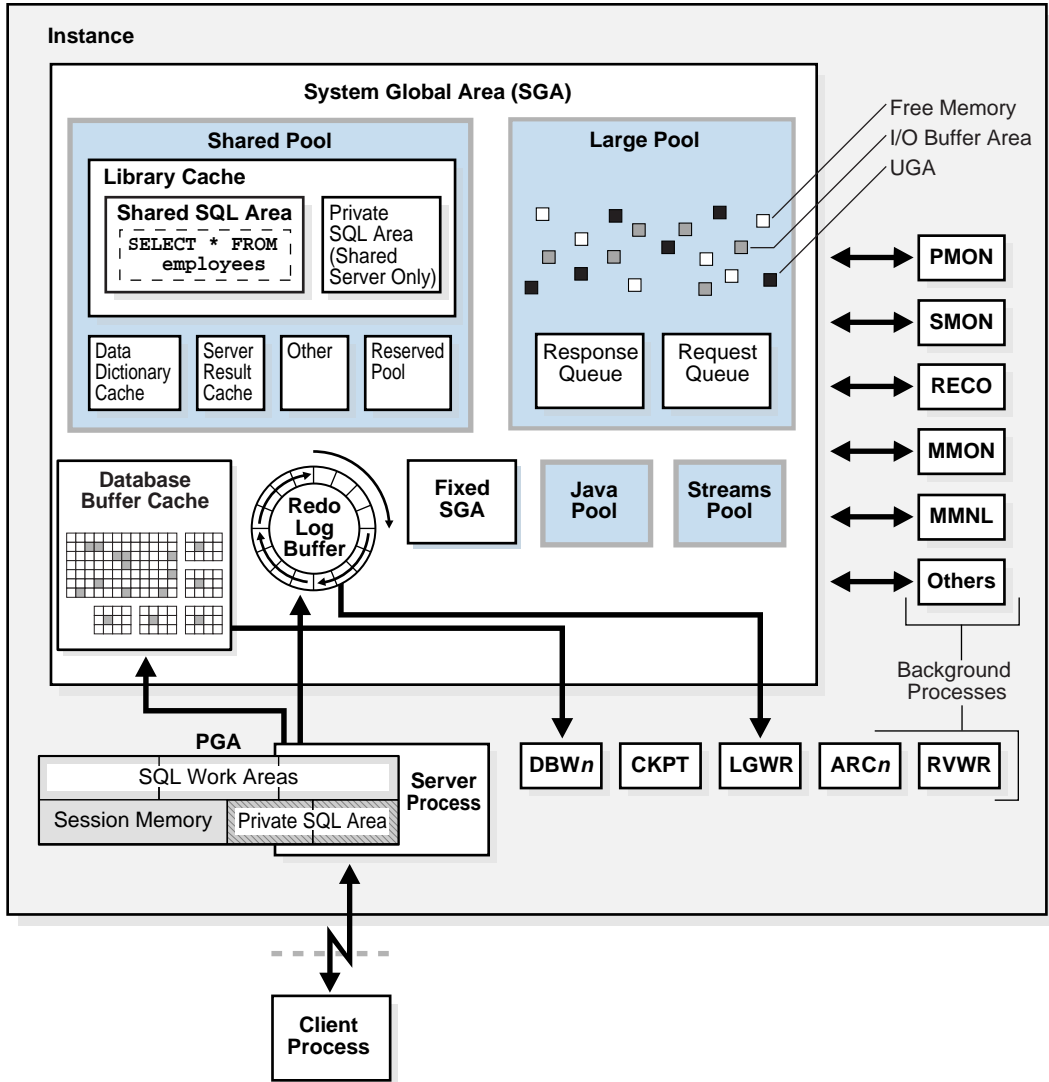 Instance
System Global Area (SGA)
Shared Pool
Library Cache
Shared SQL Area
SELECT * FROM
employees
Private
SQL Area
(Shared
Server Only)
Data
Dictionary
Cache
Server
Result
Cache
Other
Reserved
Pool
Large Pool
Response
Queue
Request
Queue
Free Memory
I/O Buffer Area
UGA
Database
Buffer Cache
Redo
Log
Buffer
Fixed
SGA
Java
Pool
Streams
Pool
PMON
SMON
RECO
MMON
MMNL
Others
Background
Processes
PGA
SQL Work Areas
Session Memory
Private SQL Area
Server
Process
DBWn
CKPT
LGWR
ARCn
RVWR
Client
Process